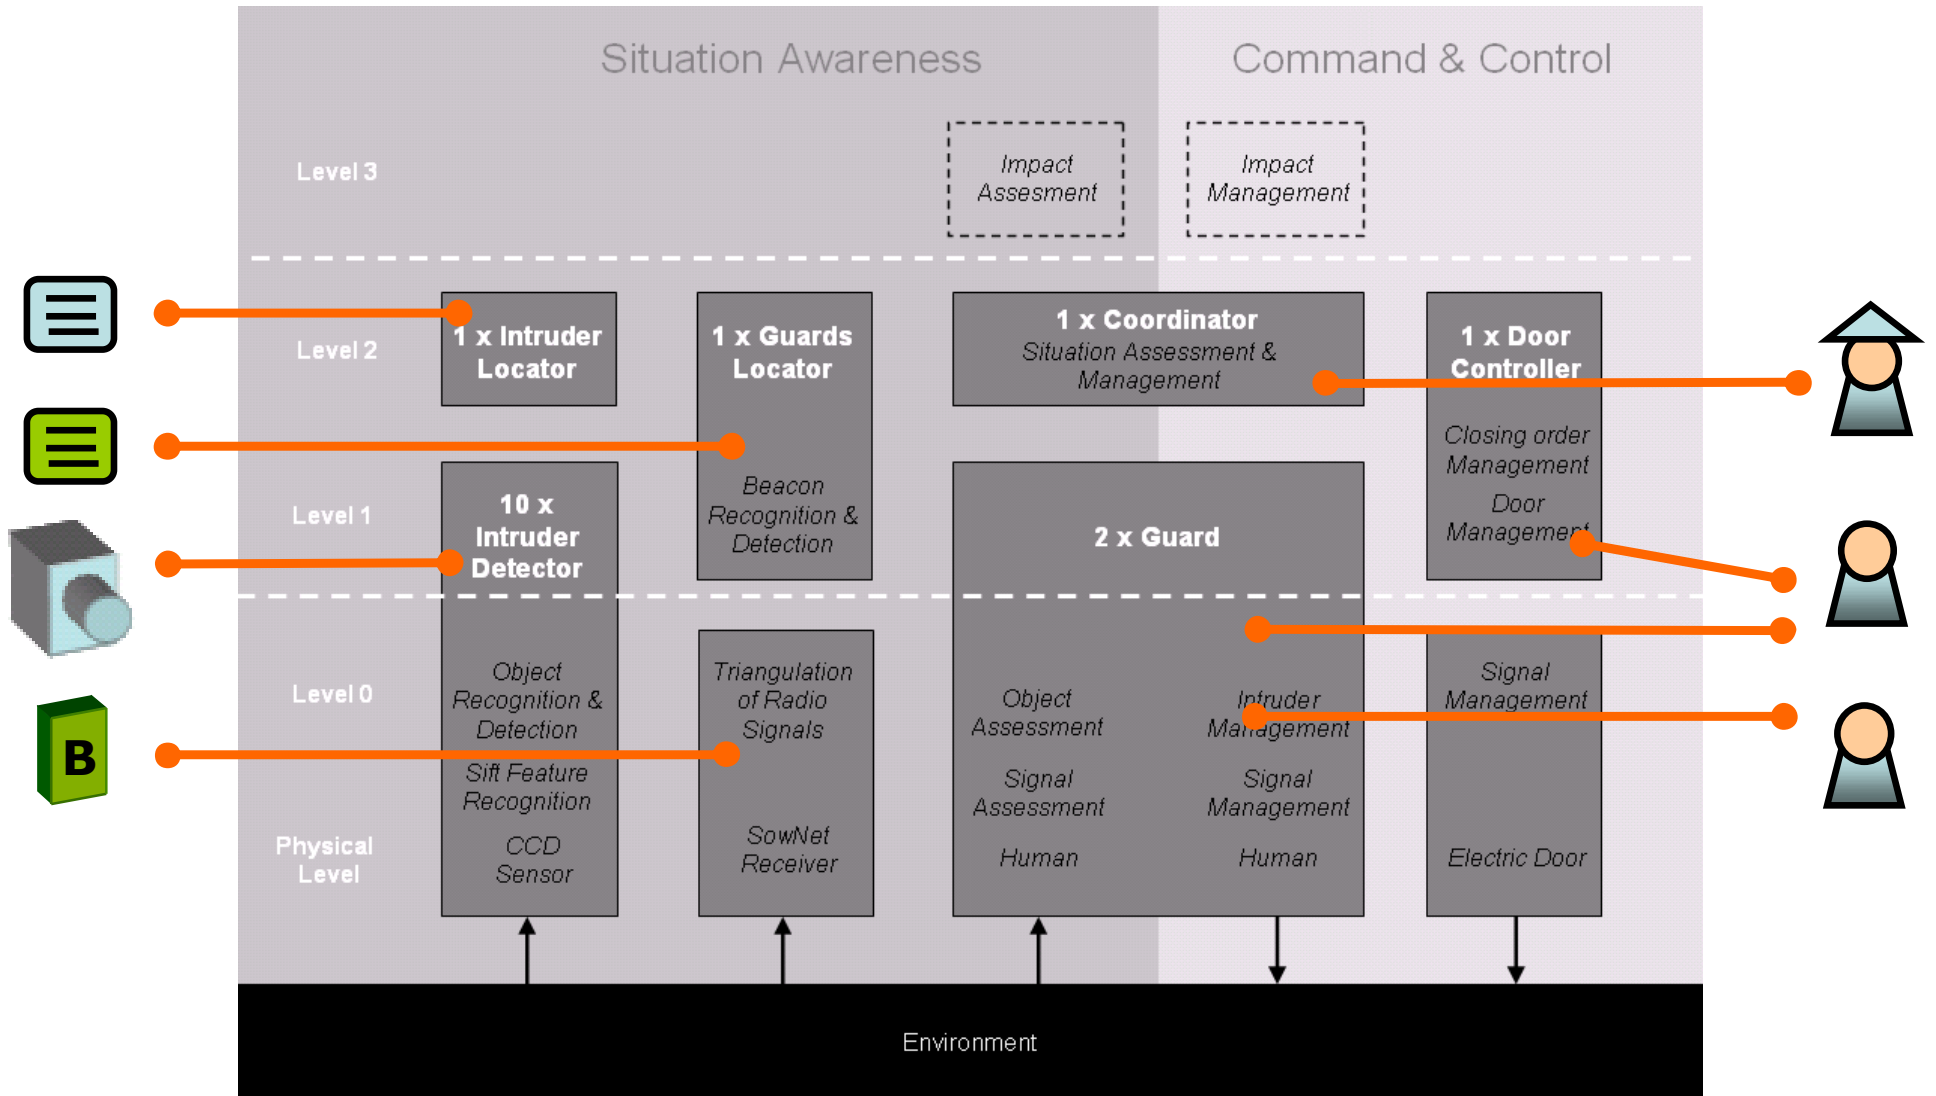 Situation Awareness
Command & Control
Level 3
Impact
Assesment
Impact
Management
Level 2
1 x Intruder
Locator
1 x Guards
Locator
1 x Coordinator
Situation Assessment &
Management
1 x Door
Controller
Closing order
Management
Door
Management
Level 1
10 x
Intruder
Detector
Beacon
Recognition &
Detection
2 x Guard
Level 0
Object
Recognition &
Detection
Sift Feature
Recognition
CCD
Sensor
Triangulation
of Radio
Signals
SowNet
Receiver
Object
Assessment
Signal
Assessment
Human
Intruder
Management
Signal
Management
Human
Signal
Management
Electric Door
Physical
Level
B
Environment